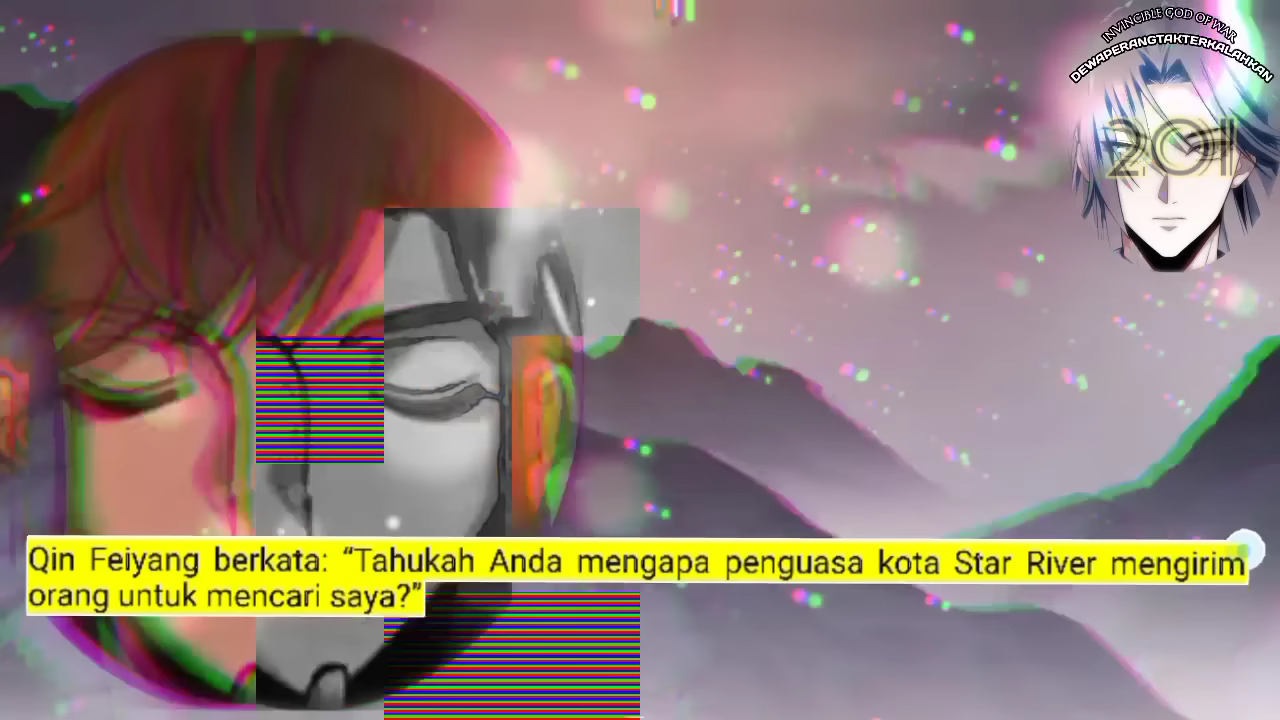 INVINCIBLE GOD OF WAR
DEWAPERANGTAKTERKALAHKAN
201
Qin Feiyang berkata: “Tahukah Anda mengapa penguasa kota Star River mengirim
orang untuk mencari saya?”